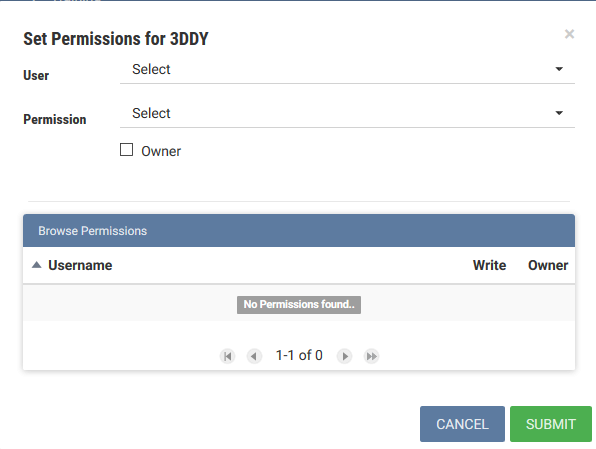 Set Permissions for 3DDY
×
User
Select
Permission
Select
Owner
Browse Permissions
Username Write Owner
No Permissions found..
1-1 of 0
CANCEL SUBMIT